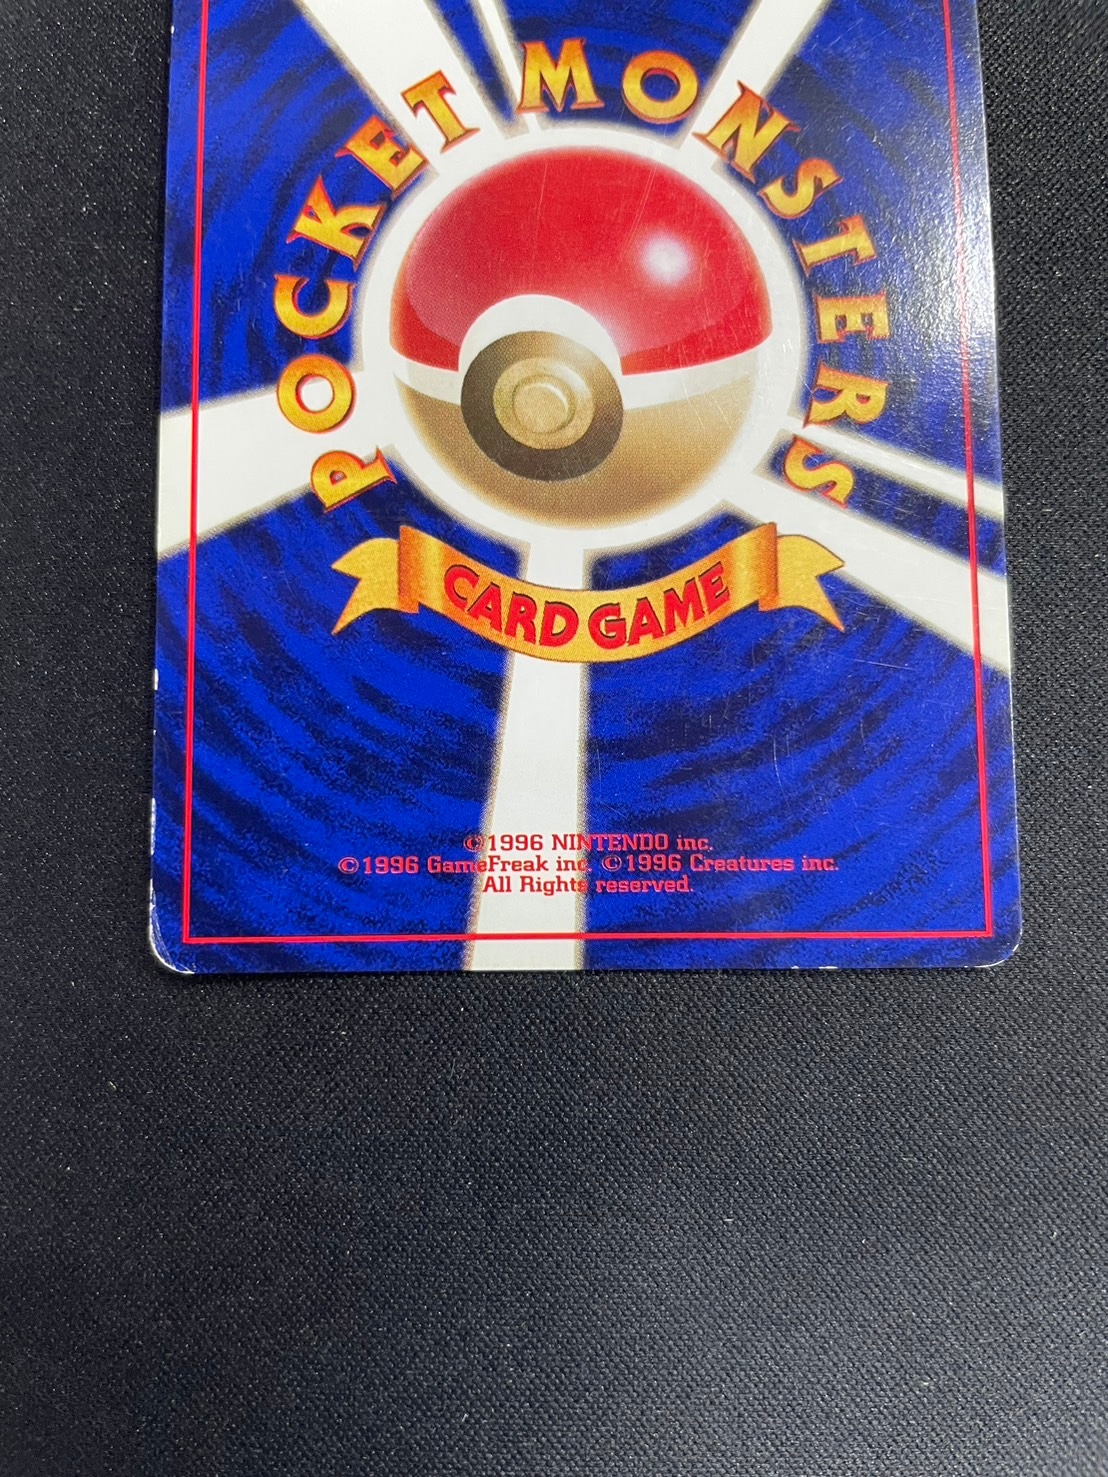 POCKET MONSTERS
CARD GAME
©1996 NINTENDO inc.
©1996 GameFreak inc. ©1996 Creatures inc.
All Rights reserved.